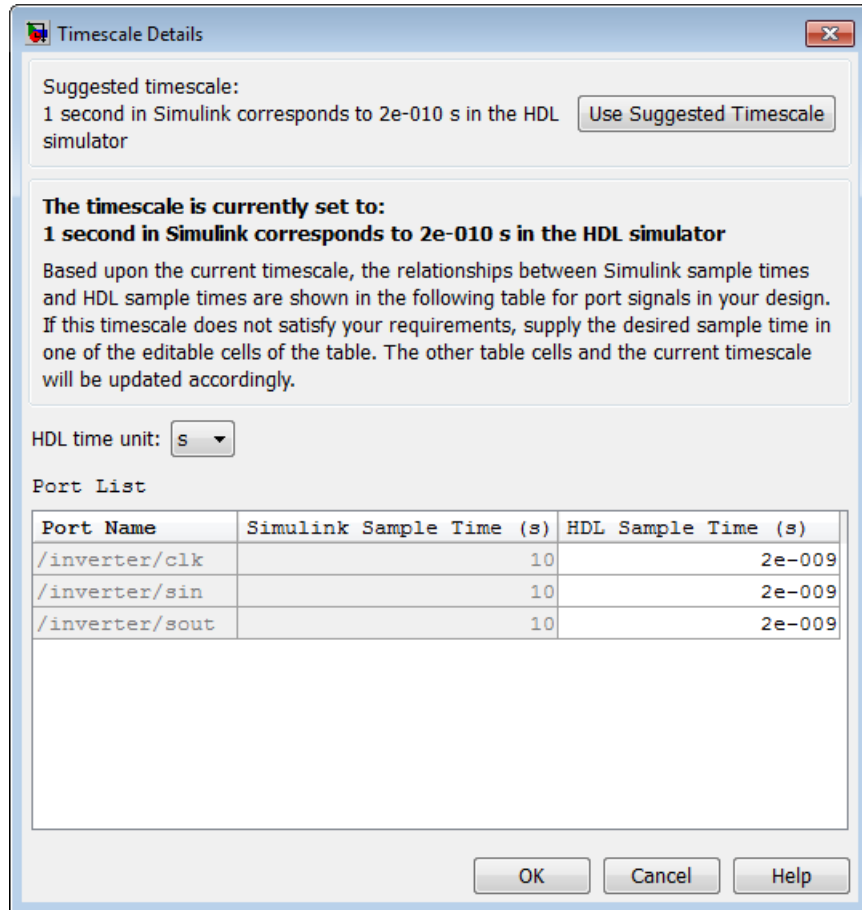 Timescale Details
Suggested timescale:
1 second in Simulink corresponds to 2e-010 s in the HDL
simulator
Use Suggested Timescale
The timescale is currently set to:
1 second in Simulink corresponds to 2e-010 s in the HDL simulator
Based upon the current timescale, the relationships between Simulink sample times
and HDL sample times are shown in the following table for port signals in your design.
If this timescale does not satisfy your requirements, supply the desired sample time in
one of the editable cells of the table. The other table cells and the current timescale
will be updated accordingly.
HDL time unit: s
Port List
Port Name Simulink Sample Time (s) HDL Sample Time (s)
/inverter/clk 10 2e-009
/inverter/sin 10 2e-009
/inverter/sout 10 2e-009
OK Cancel Help